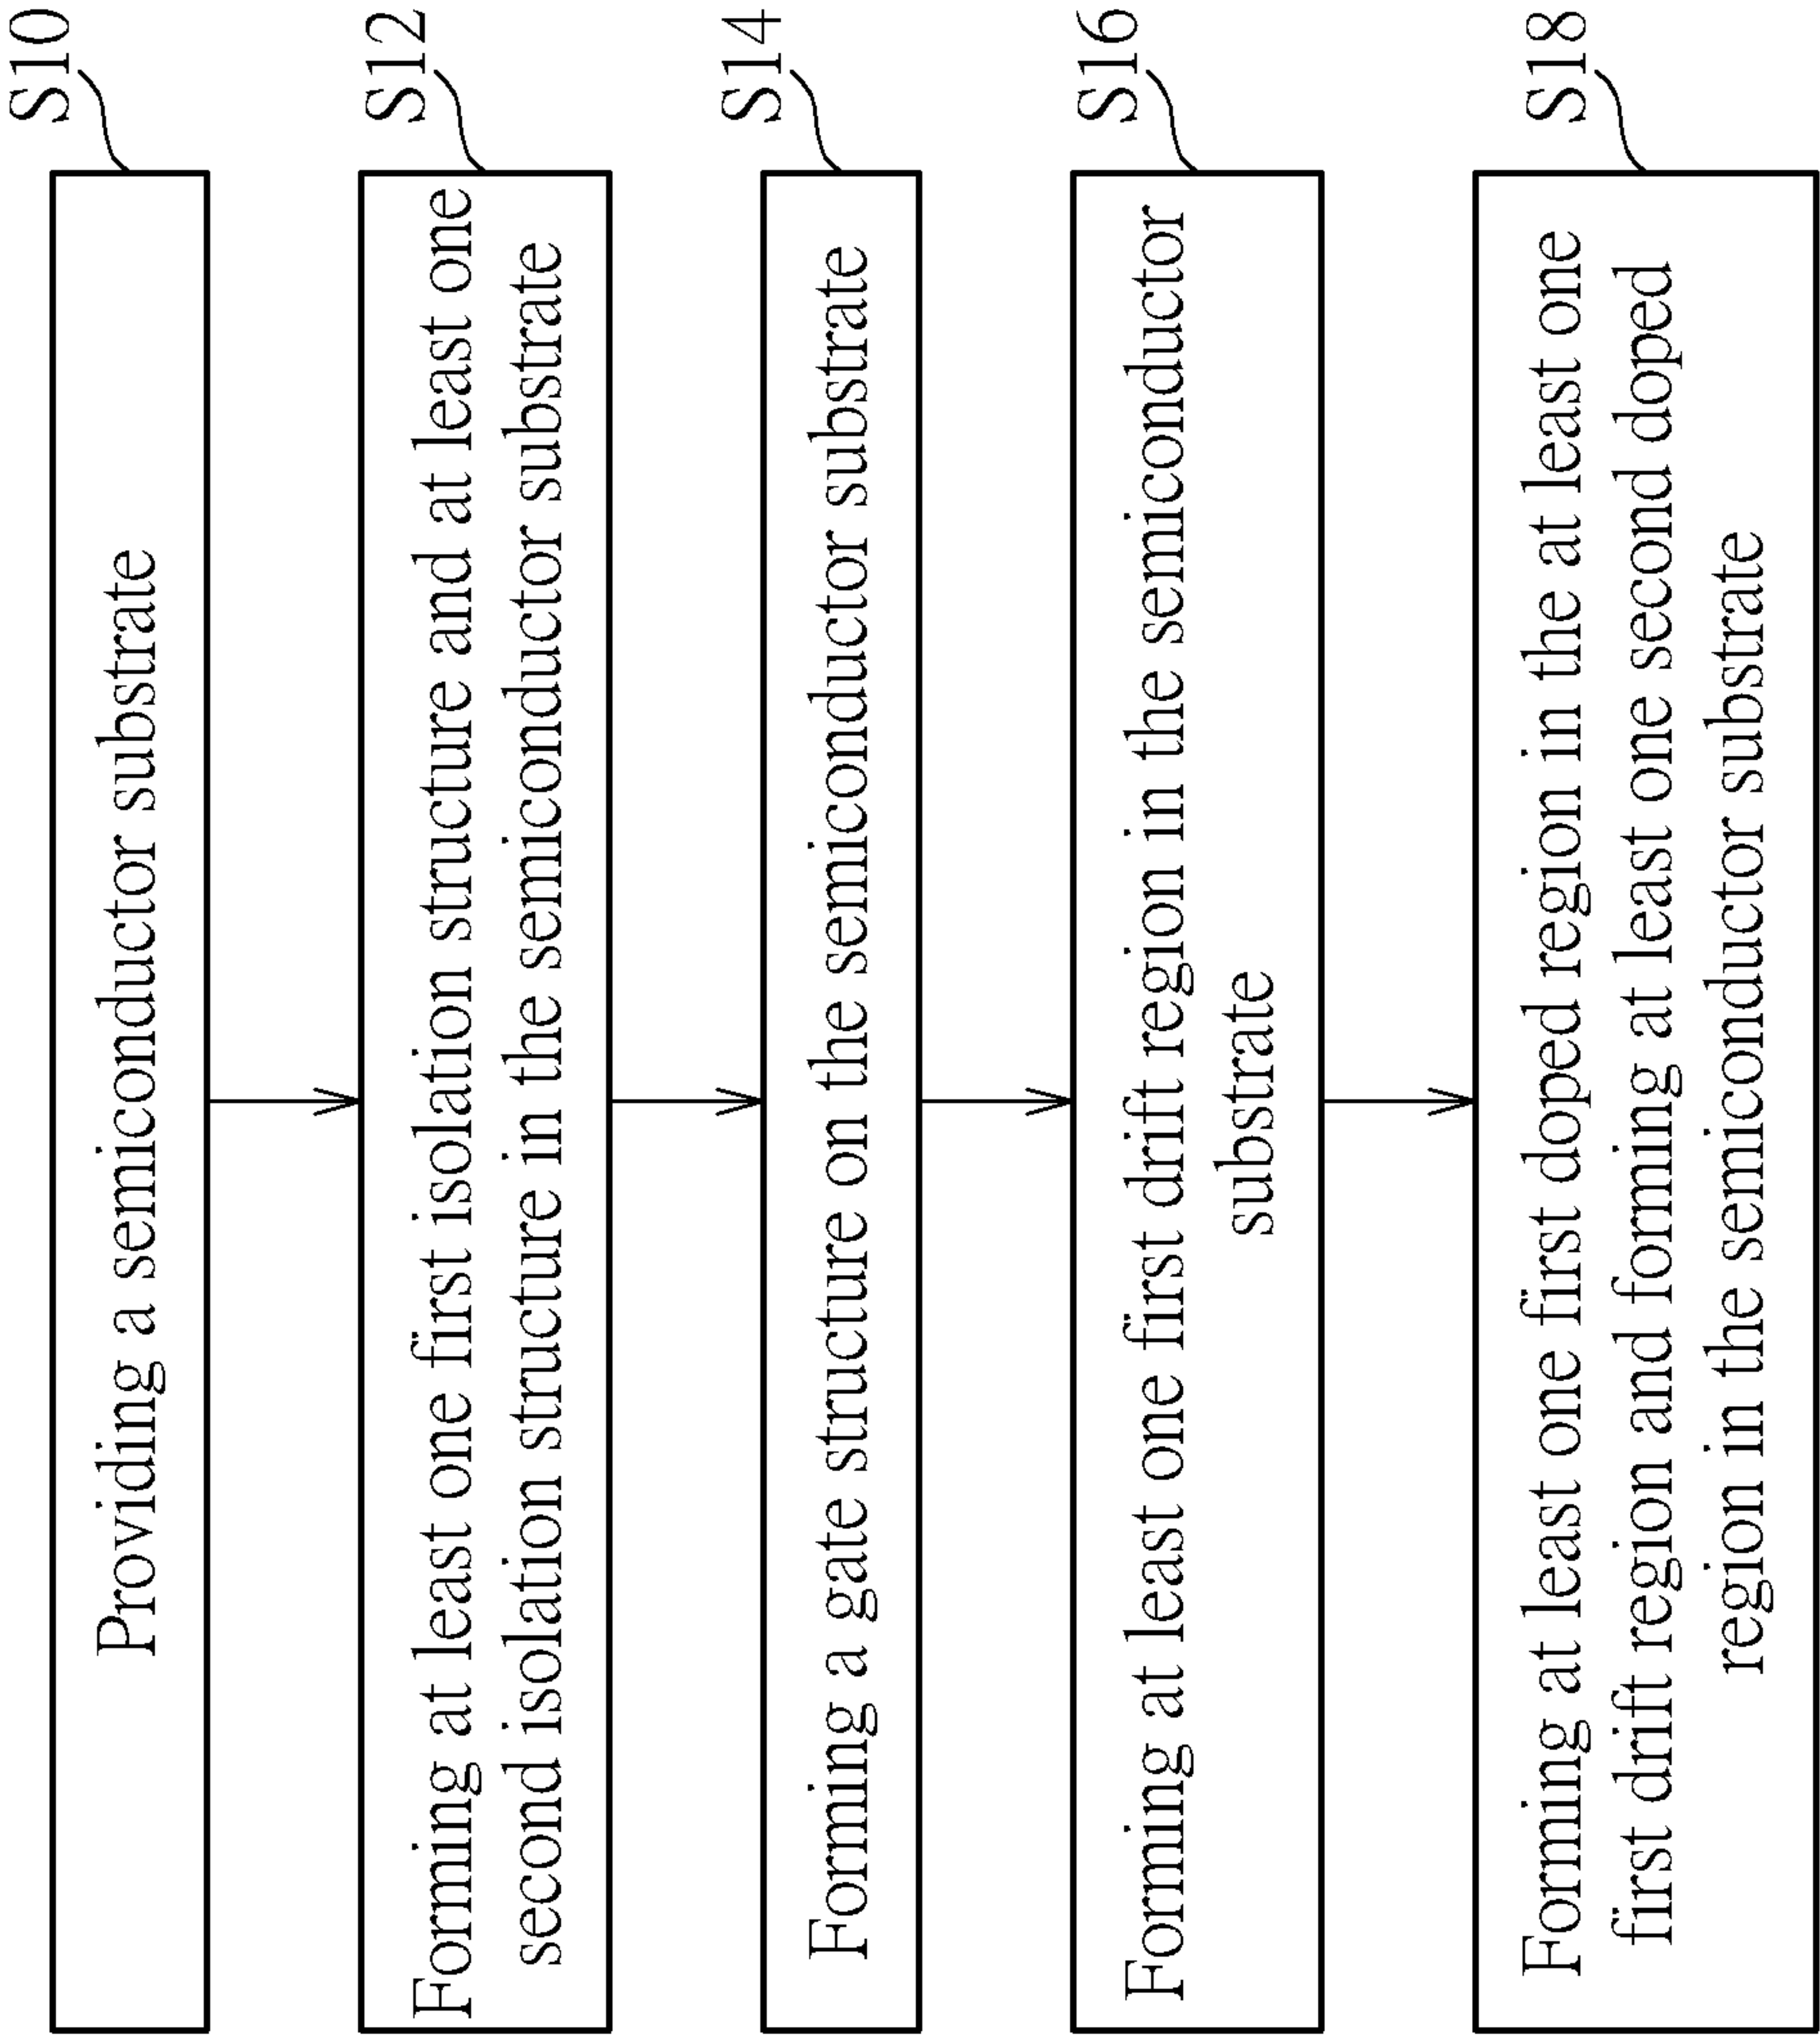 Providing a semiconductor substrate
S10
Forming at least one first isolation structure and at least one
second isolation structure in the semiconductor substrate
S12
Forming a gate structure on the semiconductor substrate
S14
Forming at least one first drift region in the semiconductor
substrate
S16
Forming at least one first doped region in the at least one
first drift region and forming at least one second doped
region in the semiconductor substrate
S18